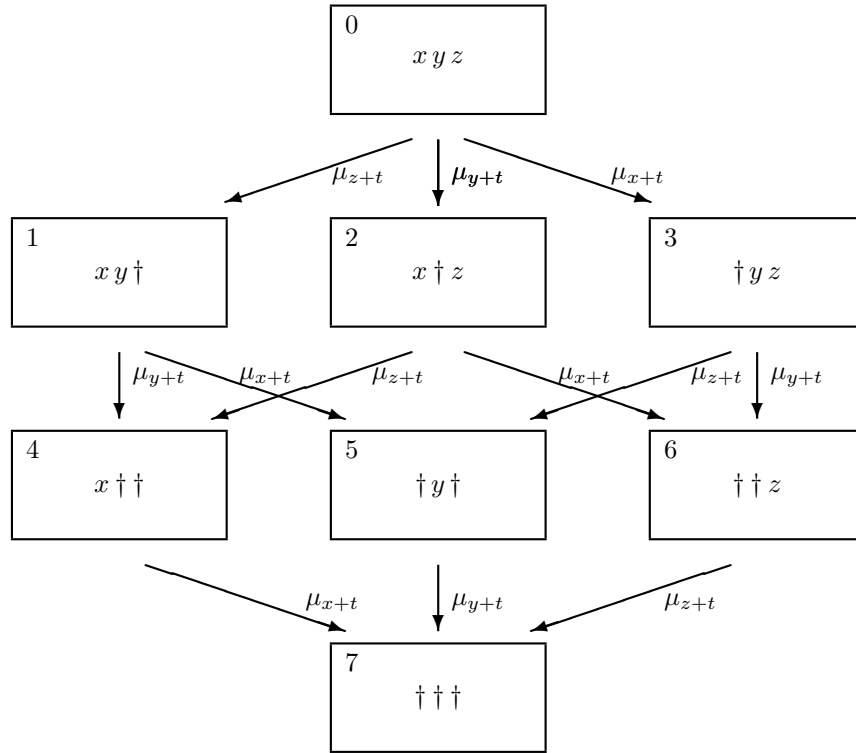 0
x y z
μ_{z+t} μ_{y+t} μ_{x+t}
1 2 3
x y † x † z † y z
μ_{y+t} μ_{x+t} μ_{z+t} μ_{x+t} μ_{z+t} μ_{y+t}
4 5 6
x † † † y † † † z
μ_{x+t} μ_{y+t} μ_{z+t}
7
† † †